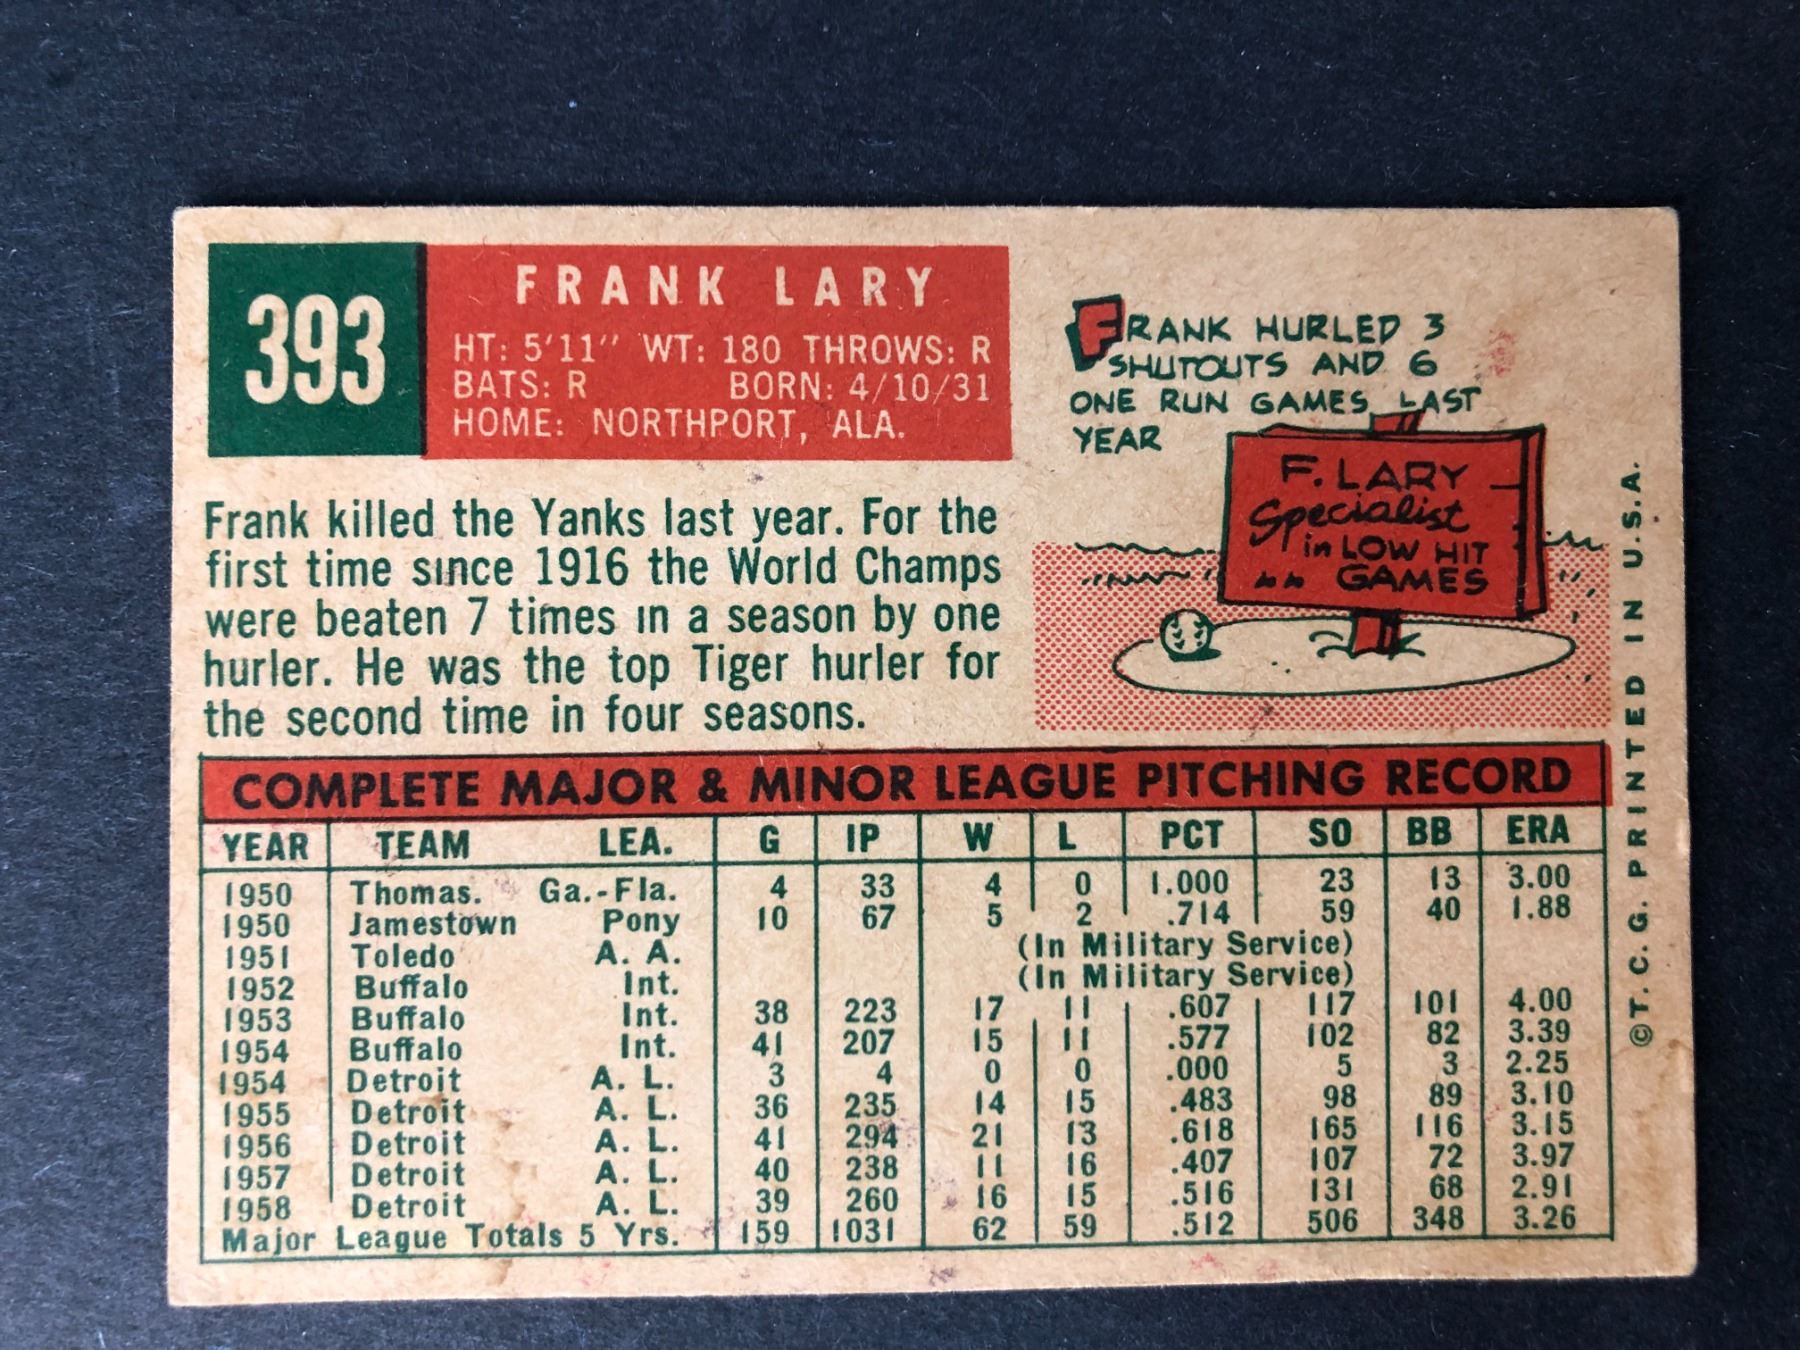 393
FRANK LARY
HT: 5'11" WT: 180 THROWS: R
BATS: R BORN: 4/10/31
HOME: NORTHPORT, ALA.
FRANK HURLED 3
SHUTOUTS AND 6
ONE RUN GAMES LAST
YEAR
F. LARY
Specialist
in LOW HIT
GAMES
Frank killed the Yanks last year. For the
first time since 1916 the World Champs
were beaten 7 times in a season by one
hurler. He was the top Tiger hurler for
the second time in four seasons.
COMPLETE MAJOR & MINOR LEAGUE PITCHING RECORD
YEAR TEAM LEA. G IP W L PCT SO BB ERA
1950 Thomas. Ga.-Fla. 4 33 4 0 1.000 23 13 3.00
1950 Jamestown Pony 10 67 5 2 .714 59 40 1.88
1951 Toledo A. A. (In Military Service)
1952 Buffalo Int. (In Military Service)
1953 Buffalo Int. 38 223 17 11 .607 117 101 4.00
1954 Buffalo Int. 41 207 15 11 .577 102 82 3.39
1954 Detroit A. L. 3 4 0 0 .000 5 3 2.25
1955 Detroit A. L. 36 235 14 15 .483 98 89 3.10
1956 Detroit A. L. 41 294 21 13 .618 165 116 3.15
1957 Detroit A. L. 40 238 11 16 .407 107 72 3.97
1958 Detroit A. L. 39 260 16 15 .516 131 68 2.91
Major League Totals 5 Yrs. 159 1031 62 59 .512 506 348 3.26
©T.C.G. PRINTED IN U.S.A.